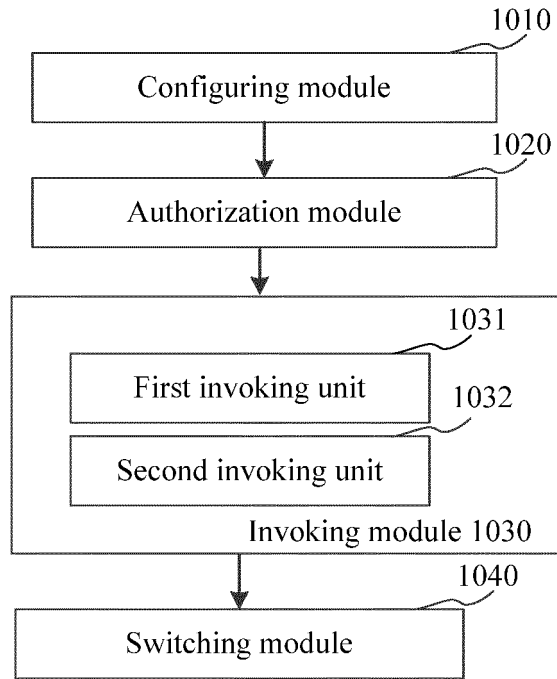 1010
Configuring module
1020
Authorization module
1031
First invoking unit
1032
Second invoking unit
Invoking module 1030
1040
Switching module